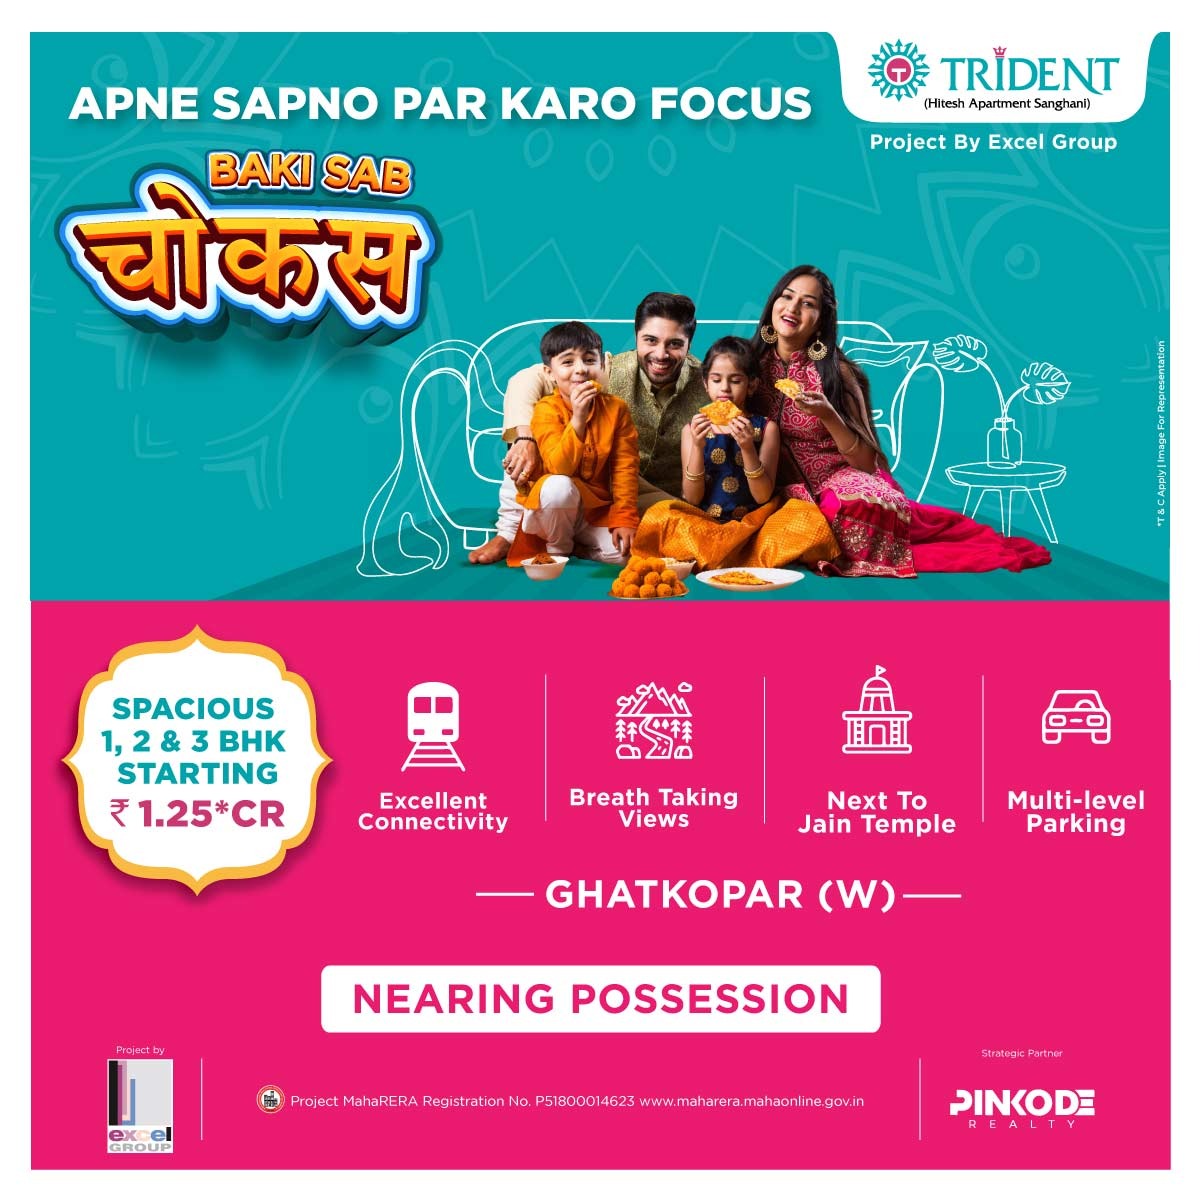 APNE SAPNO PAR KARO FOCUS
BAKI SAB
चोकस
TRIDENT
(Hitesh Apartment Sanghani)
Project By Excel Group
*T & C Apply | Image For Representation
SPACIOUS
1, 2 & 3 BHK
STARTING
₹ 1.25*CR
Excellent
Connectivity
Breath Taking
Views
Next To
Jain Temple
Multi-level
Parking
GHATKOPAR (W)
NEARING POSSESSION
Project by
excel
GROUP
Project MahaRERA Registration No. P51800014623 www.maharera.mahaonline.gov.in
Strategic Partner
PINKODE
REALTY